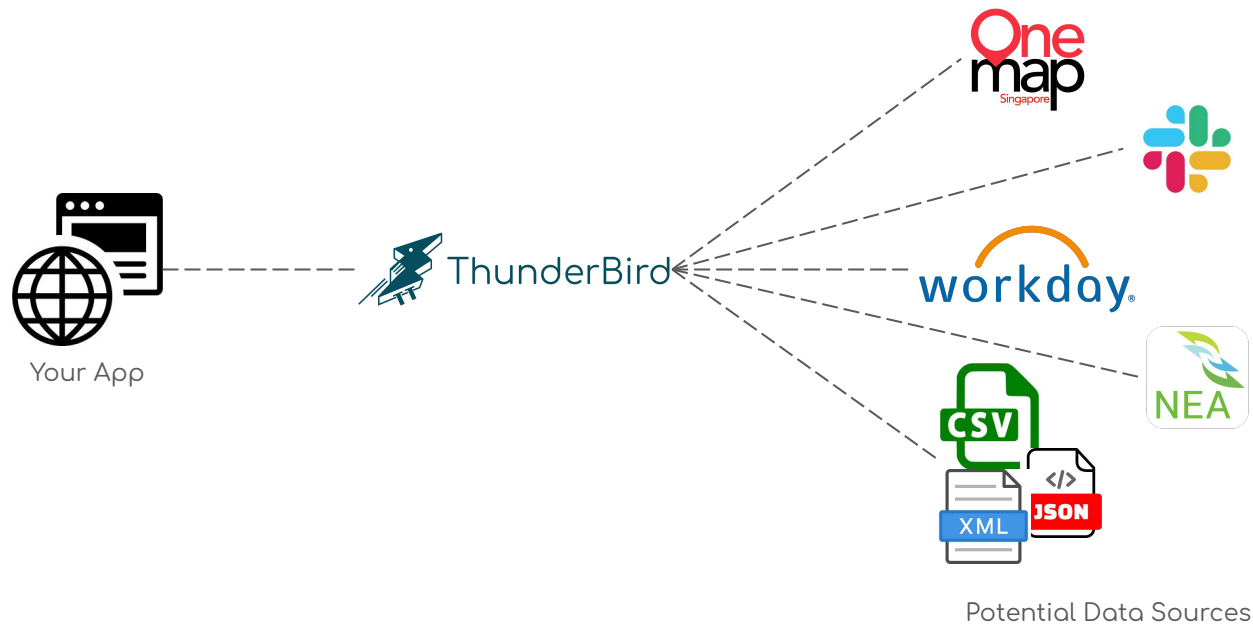 One
map
Singapore
workday®
ThunderBird
Your App
NEA
CSV
</>
JSON
XML
Potential Data Sources